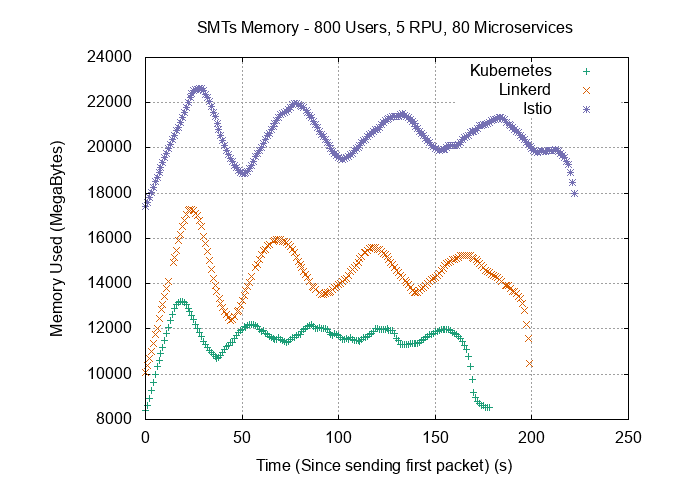 SMTs Memory - 800 Users, 5 RPU, 80 Microservices
24000
22000
20000
18000
16000
14000
12000
10000
8000
Memory Used (MegaBytes)
Kubernetes
Linkerd
Istio
0 50 100 150 200 250
Time (Since sending first packet) (s)